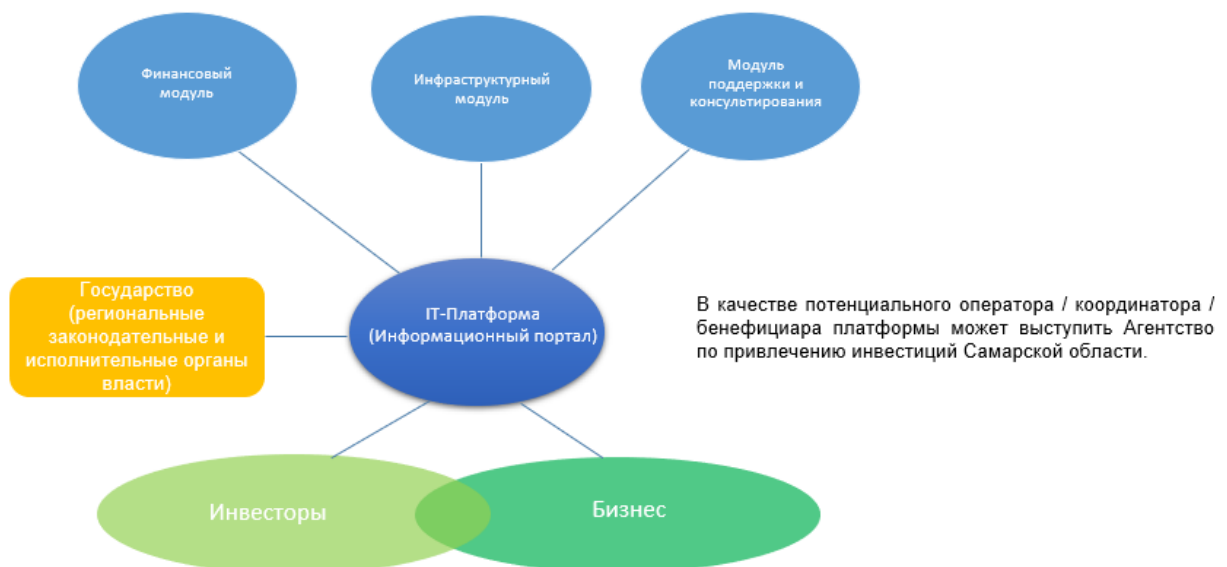 Финансовый
модуль
Инфраструктурный
модуль
Модуль
поддержки и
консультирования
Государство
(региональные
законодательные и
исполнительные органы
власти)
IT-Платформа
(Информационный портал)
В качестве потенциального оператора / координатора /
бенефициара платформы может выступить Агентство
по привлечению инвестиций Самарской области.
Инвесторы
Бизнес